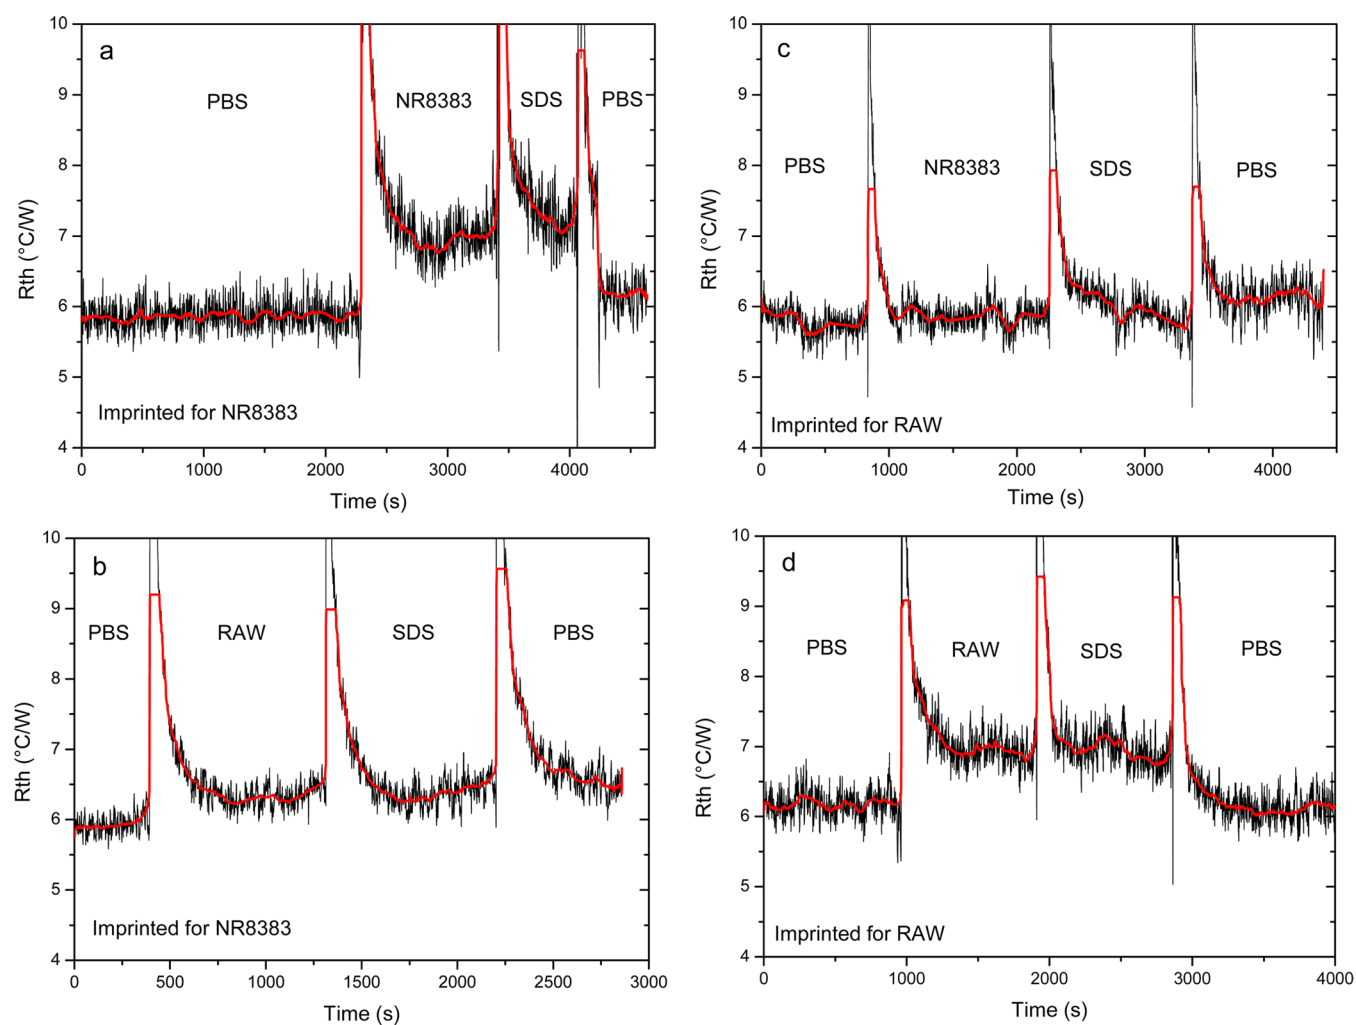 a
10
9
8
7
6
5
4
Rth (°C/W)
PBS
NR8383
SDS
PBS
Imprinted for NR8383
0
1000
2000
3000
4000
Time (s)
c
10
9
8
7
6
5
4
Rth (°C/W)
PBS
NR8383
SDS
PBS
Imprinted for RAW
0
1000
2000
3000
4000
Time (s)
b
10
9
8
7
6
5
4
Rth (°C/W)
PBS
RAW
SDS
PBS
Imprinted for NR8383
0
500
1000
1500
2000
2500
3000
Time (s)
d
10
9
8
7
6
5
4
Rth (°C/W)
PBS
RAW
SDS
PBS
Imprinted for RAW
0
1000
2000
3000
4000
Time (s)